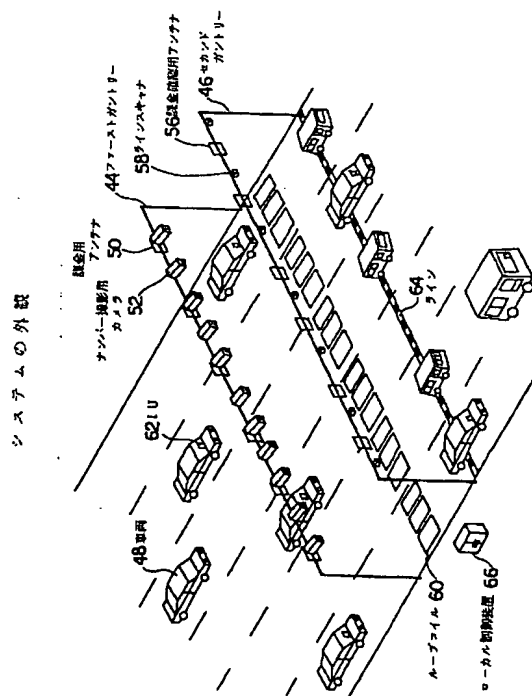 システムの外観
44ファーストガントリー
課金用
アンテナ
50
ナンバー撮影用
カメラ
52
46セカンド
ガントリー
56課金確認用アンテナ
58ラインスキャナ
62IU
48車両
64ライン
60
ループコイル
66
ローカル制御装置